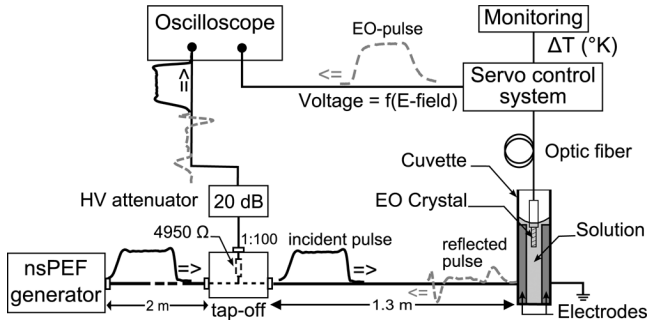 Oscilloscope
EO-pulse
<=
Monitoring
ΔT (°K)
<=
Voltage = f(E-field)
Servo control
system
Optic fiber
Cuvette
HV attenuator
20 dB
EO Crystal
Solution
4950 Ω
1:100
incident pulse
reflected
pulse
nsPEF
generator
=>
=>
<=
2 m
tap-off
1.3 m
Electrodes